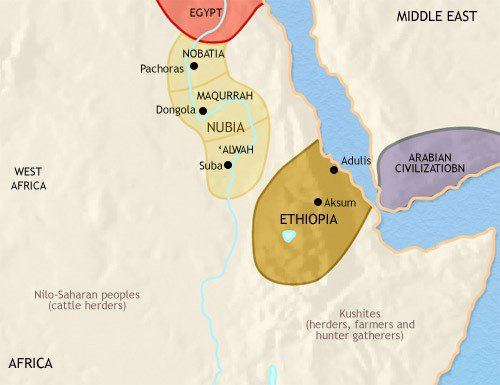 EGYPT
MIDDLE EAST
NOBATIA
Pachoras
MAQURRAH
Dongola
NUBIA
‘ALWAH
Suba
Adulis
ARABIAN
CIVILIZATIOBN
WEST
AFRICA
Aksum
ETHIOPIA
Nilo-Saharan peoples
(cattle herders)
Kushites
(herders, farmers and
hunter gatherers)
AFRICA